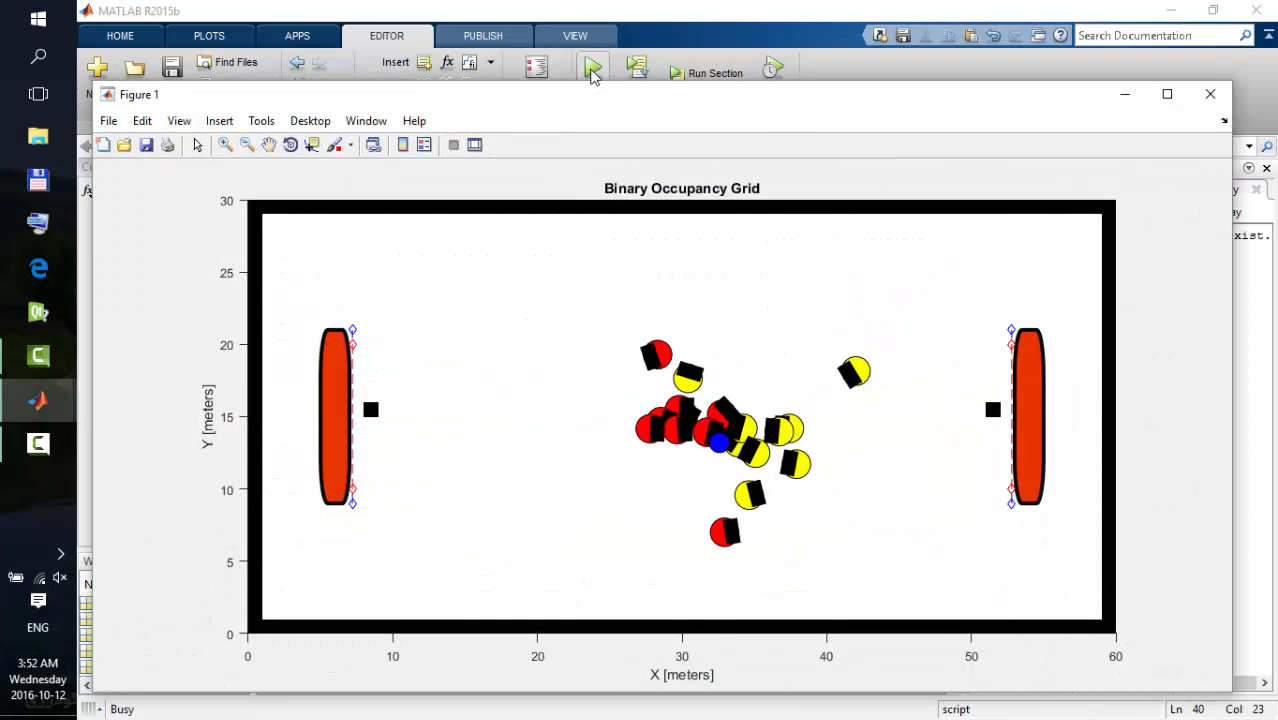 MATLAB R2015b
HOME PLOTS APPS EDITOR PUBLISH VIEW Search Documentation
Find Files Insert fx Run Section
Figure 1
File Edit View Insert Tools Desktop Window Help
Binary Occupancy Grid
30
25
20
15
10
5
0
Y [meters]
0 10 20 30 40 50 60
X [meters]
xist.
ENG
3:52 AM
Wednesday
2016-10-12
Busy script Ln 40 Col 23